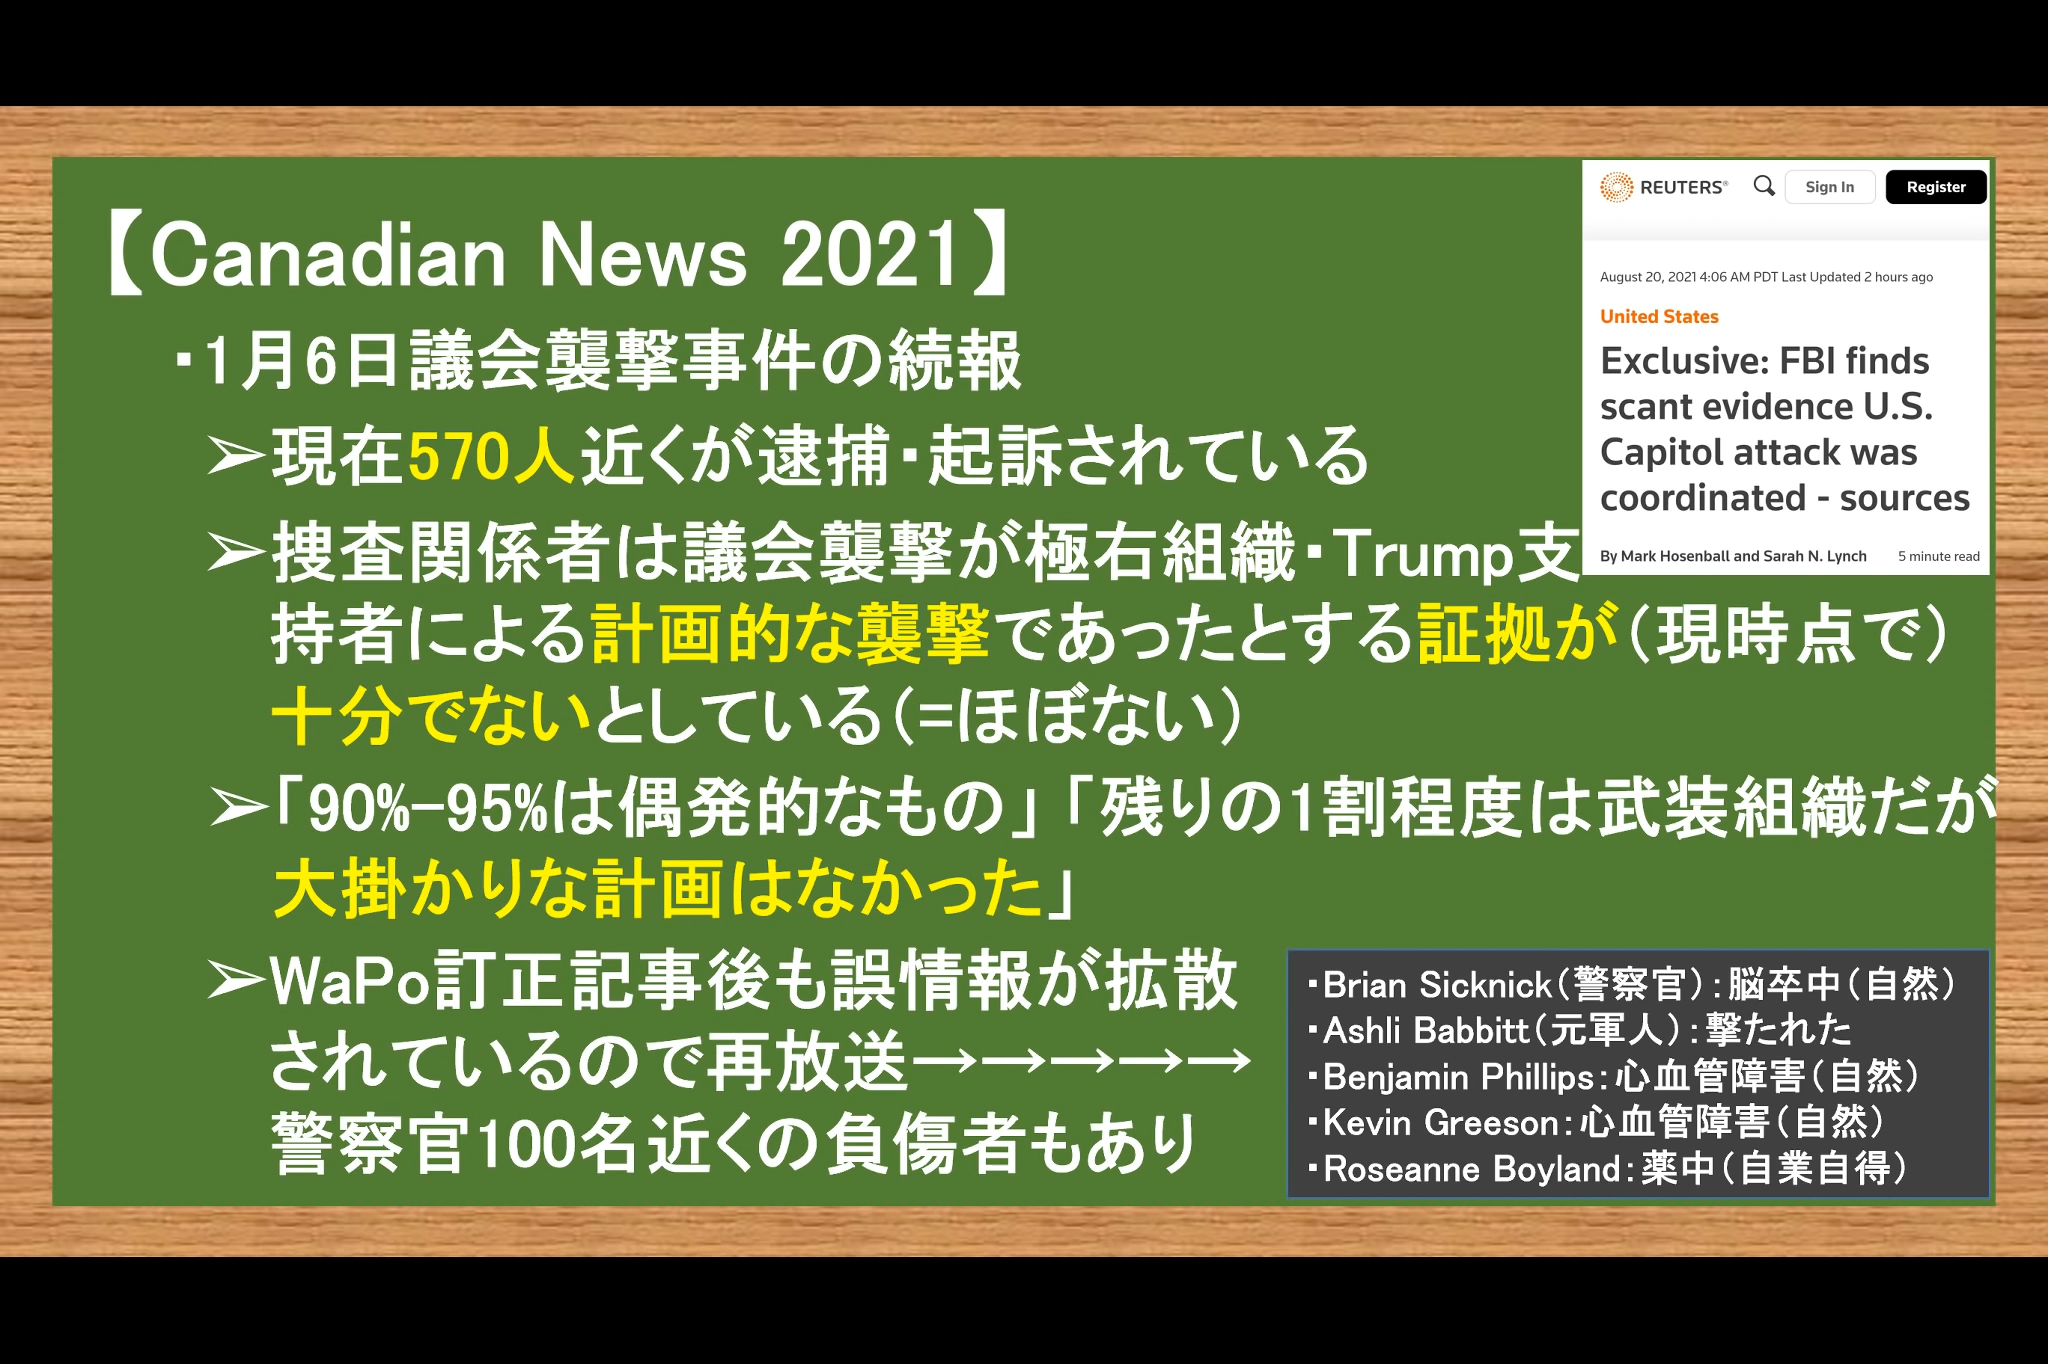 【Canadian News 2021】
・1月6日議会襲撃事件の続報
➢現在570人近くが逮捕・起訴されている
➢捜査関係者は議会襲撃が極右組織・Trump支
持者による計画的な襲撃であったとする証拠が(現時点で)
十分でないとしている(=ほぼない)
➢「90%-95%は偶発的なもの」「残りの1割程度は武装組織だが
大掛かりな計画はなかった」
➢WaPo訂正記事後も誤情報が拡散
されているので再放送→→→→→
警察官100名近くの負傷者もあり
REUTERS®
Sign In
Register
August 20, 2021 4:06 AM PDT Last Updated 2 hours ago
United States
Exclusive: FBI finds
scant evidence U.S.
Capitol attack was
coordinated - sources
By Mark Hosenball and Sarah N. Lynch 5 minute read
・Brian Sicknick(警察官):脳卒中(自然)
・Ashli Babbitt(元軍人):撃たれた
・Benjamin Phillips:心血管障害(自然)
・Kevin Greeson:心血管障害(自然)
・Roseanne Boyland:薬中(自業自得)